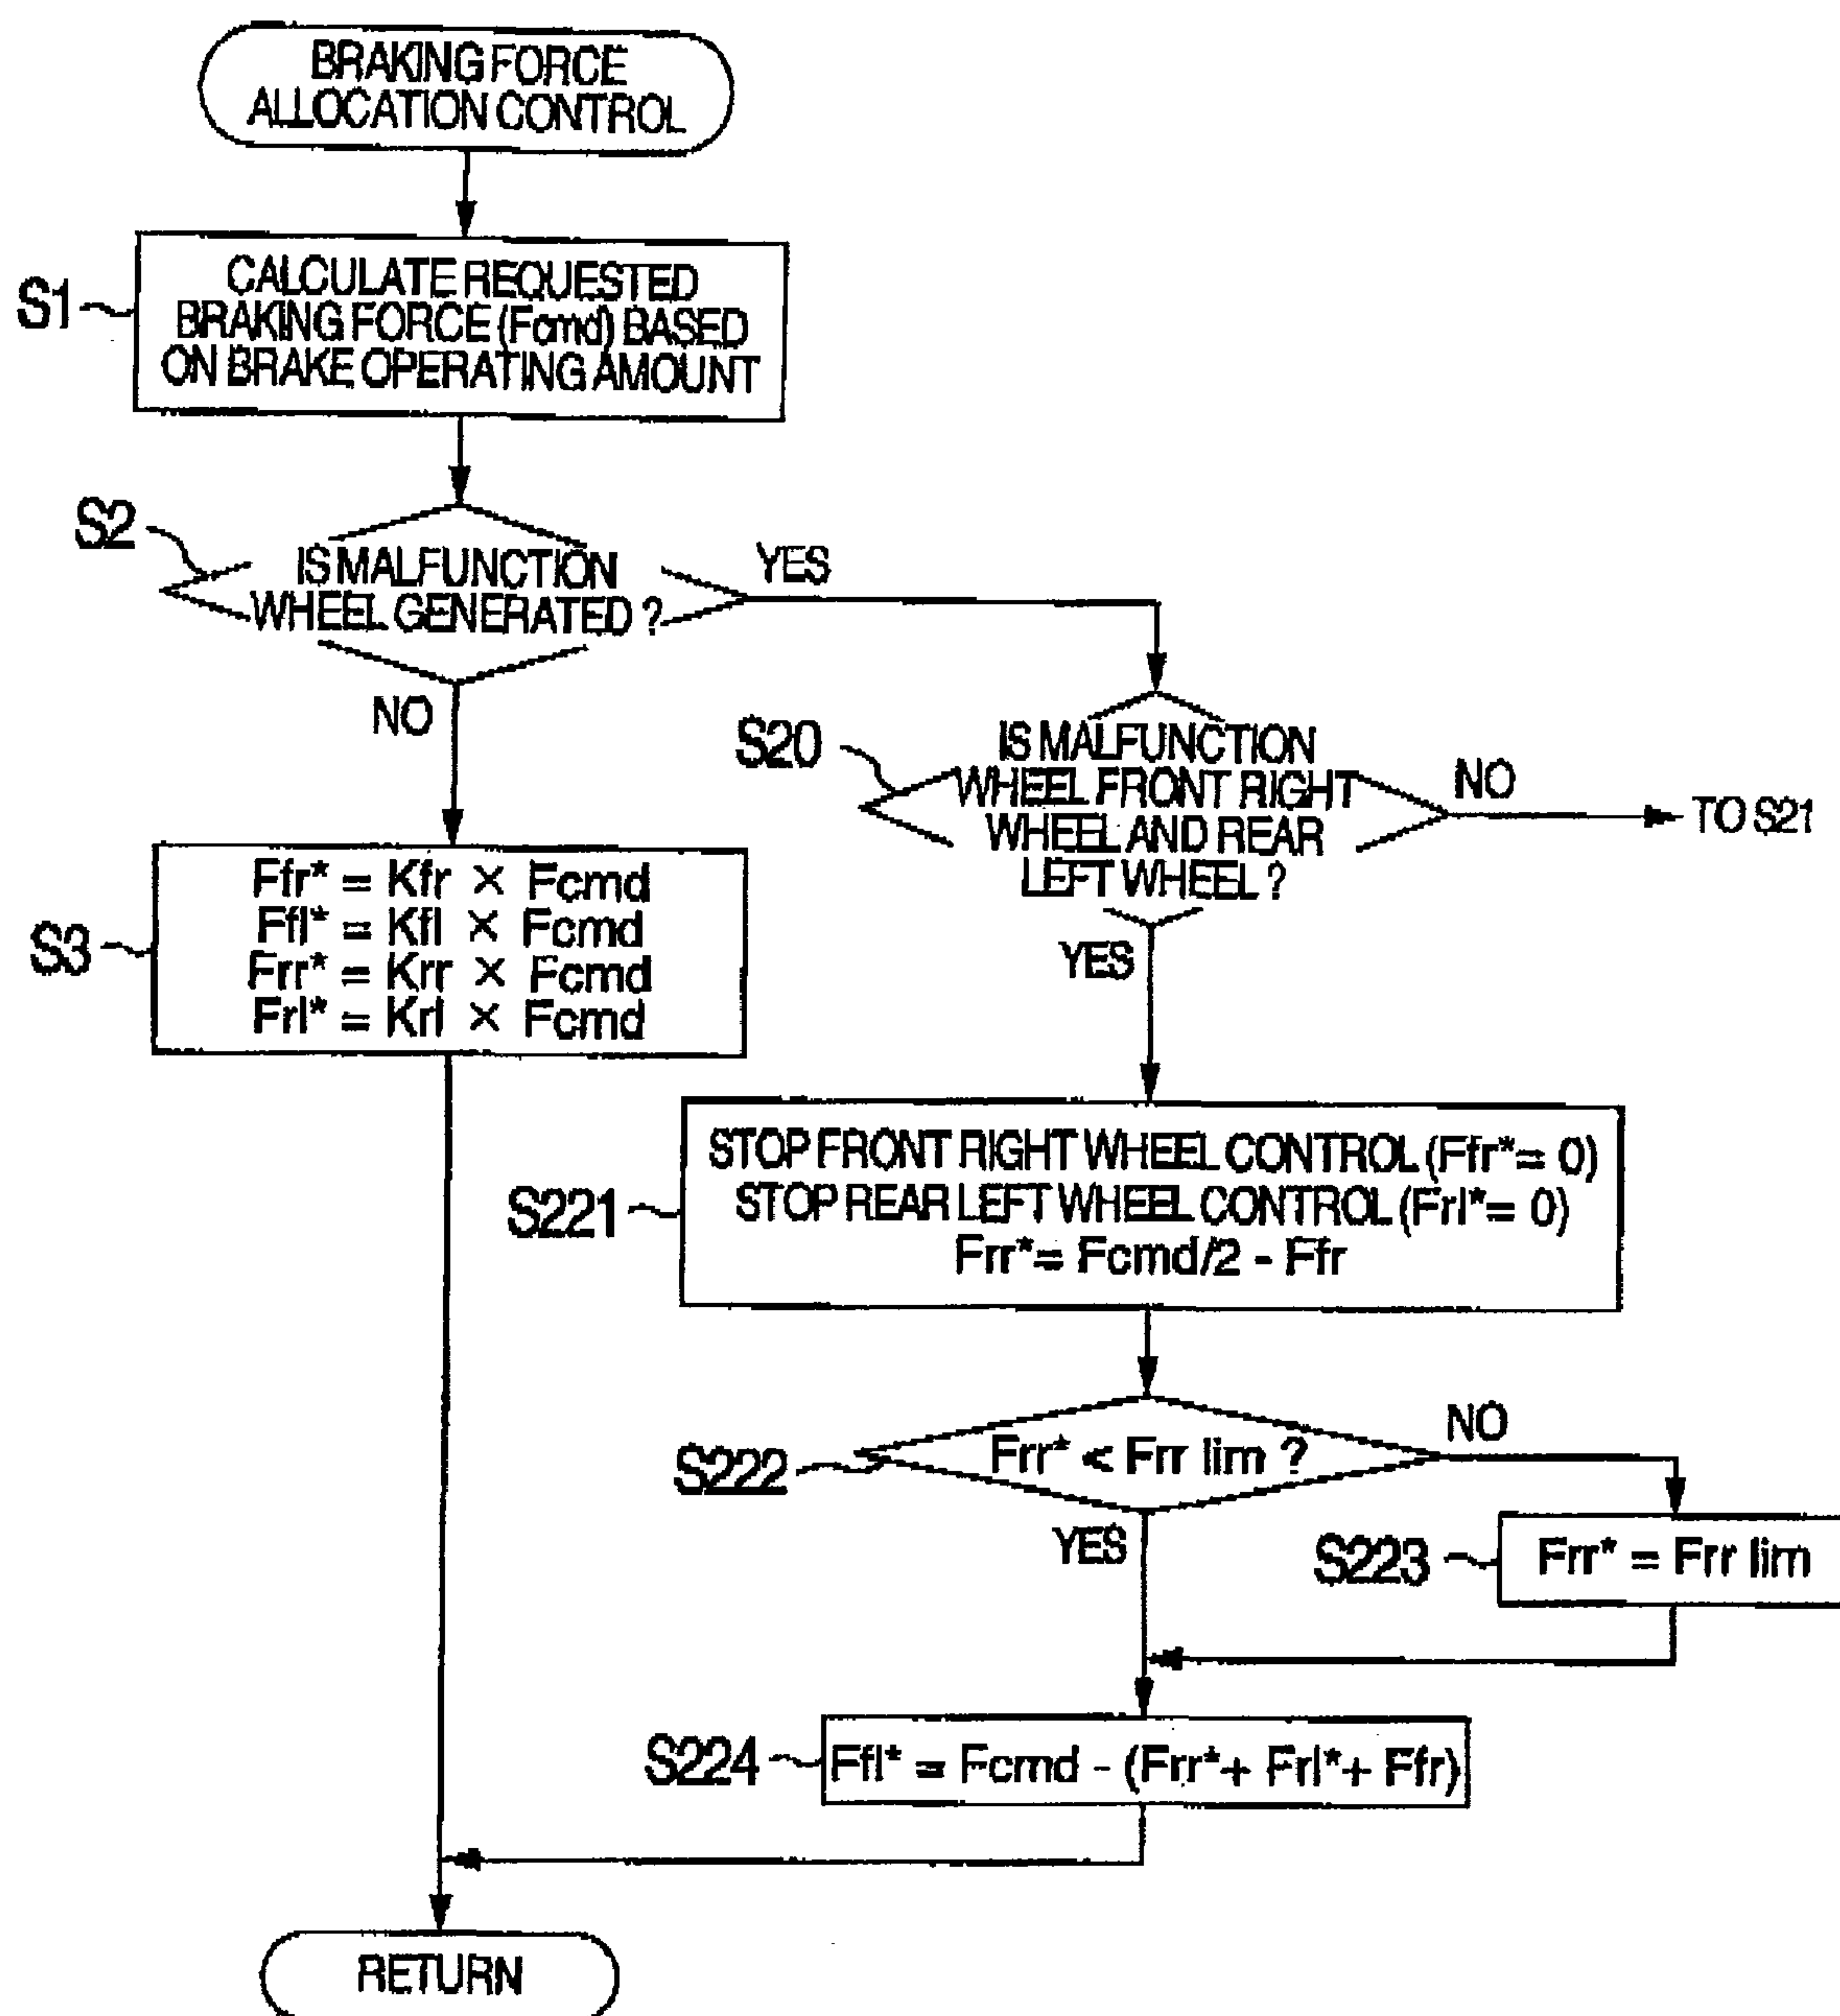 BRAKING FORCE
ALLOCATION CONTROL
S1
CALCULATE REQUESTED
BRAKING FORCE (Fcmd) BASED
ON BRAKE OPERATING AMOUNT
S2
IS MALFUNCTION
WHEEL GENERATED ?
YES
NO
S20
IS MALFUNCTION
WHEEL FRONT RIGHT
WHEEL AND REAR
LEFT WHEEL ?
NO
TO S21
YES
S3
Ffr* = Kfr × Fcmd
Ffl* = Kfl × Fcmd
Frr* = Krr × Fcmd
Frl* = Krl × Fcmd
S221
STOP FRONT RIGHT WHEEL CONTROL (Ffr*= 0)
STOP REAR LEFT WHEEL CONTROL (Frl*= 0)
Frr*= Fcmd/2 - Ffr
S222
Frr* < Frr lim ?
NO
YES
S223
Frr* = Frr lim
S224
Ffl* = Fcmd - (Frr*+ Frl*+ Ffr)
RETURN